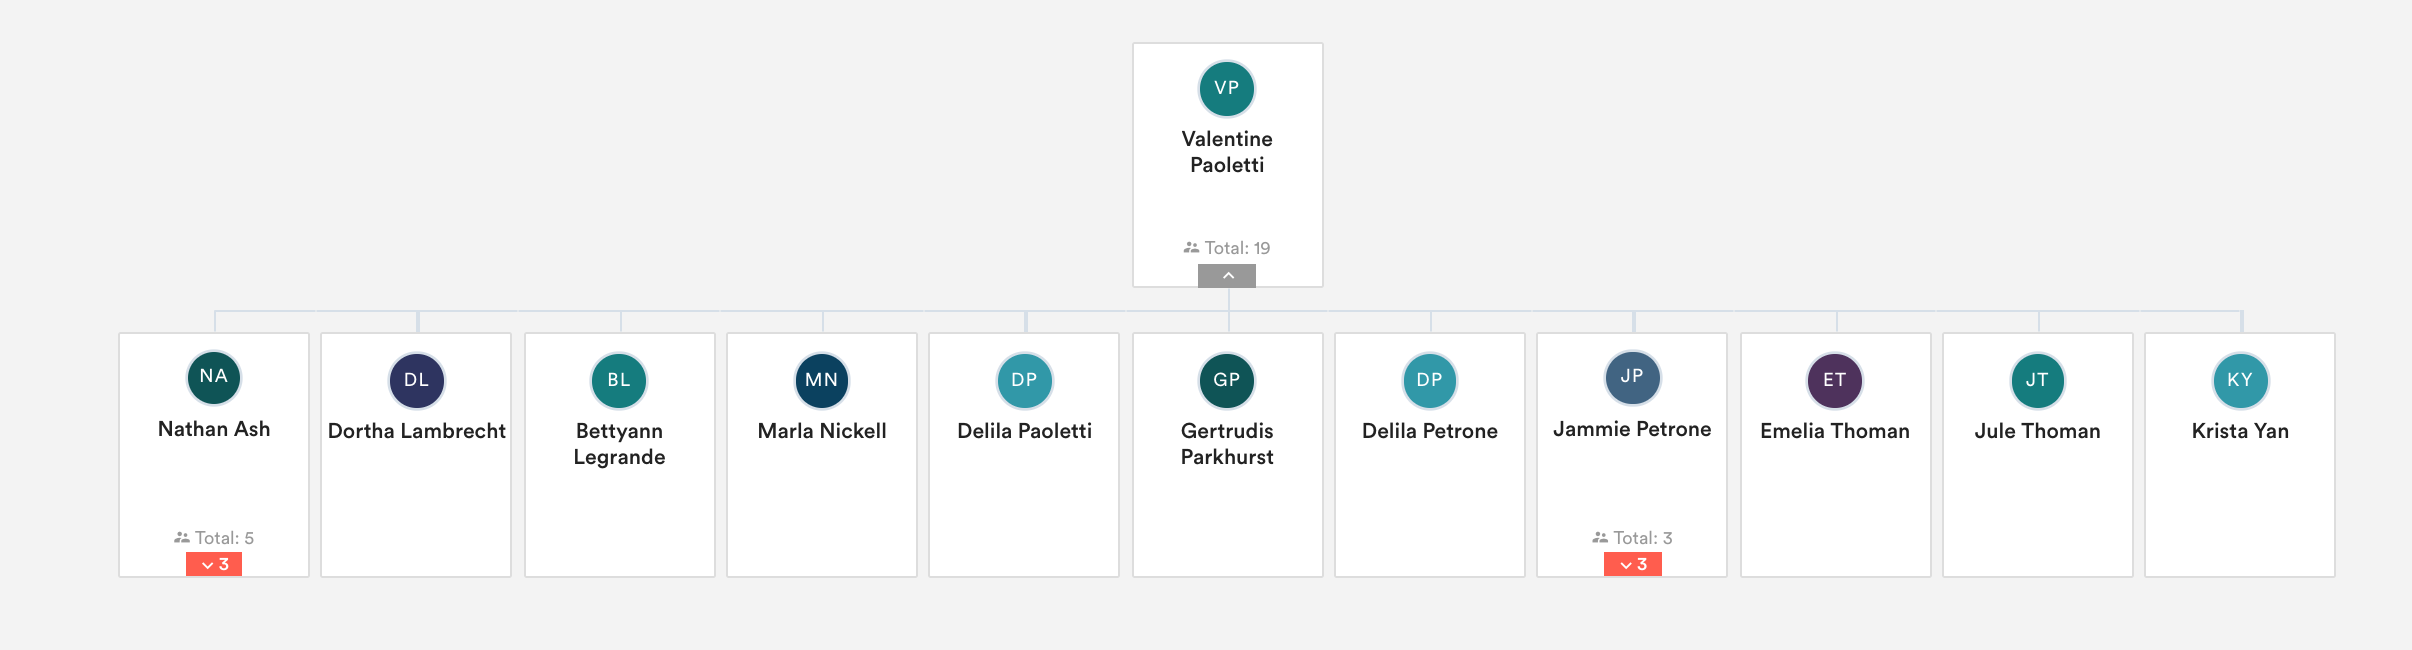 VP
Valentine
Paoletti
Total: 19
NA
Nathan Ash
Total: 5
3
DL
Dortha Lambrecht
BL
Bettyann
Legrande
MN
Marla Nickell
DP
Delila Paoletti
GP
Gertrudis
Parkhurst
DP
Delila Petrone
JP
Jammie Petrone
Total: 3
3
ET
Emelia Thoman
JT
Jule Thoman
KY
Krista Yan